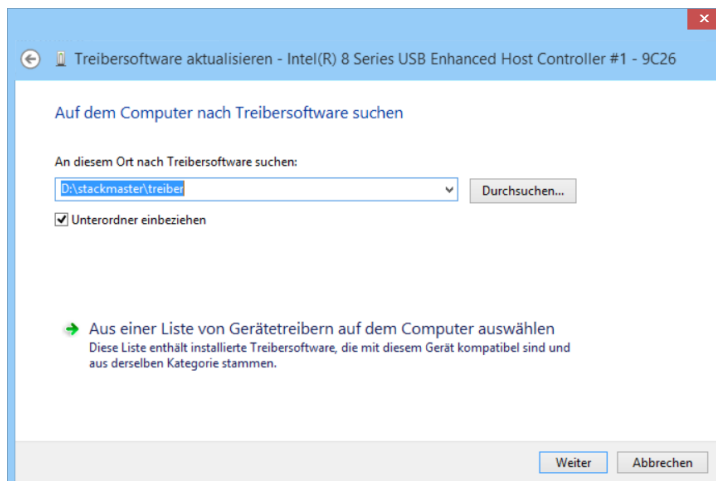 Treibersoftware aktualisieren - Intel(R) 8 Series USB Enhanced Host Controller #1 - 9C26
Auf dem Computer nach Treibersoftware suchen
An diesem Ort nach Treibersoftware suchen:
D:\stackmaster\treiber
Durchsuchen...
Unterordner einbeziehen
Aus einer Liste von Gerätetreibern auf dem Computer auswählen
Diese Liste enthält installierte Treibersoftware, die mit diesem Gerät kompatibel sind und
aus derselben Kategorie stammen.
Weiter
Abbrechen